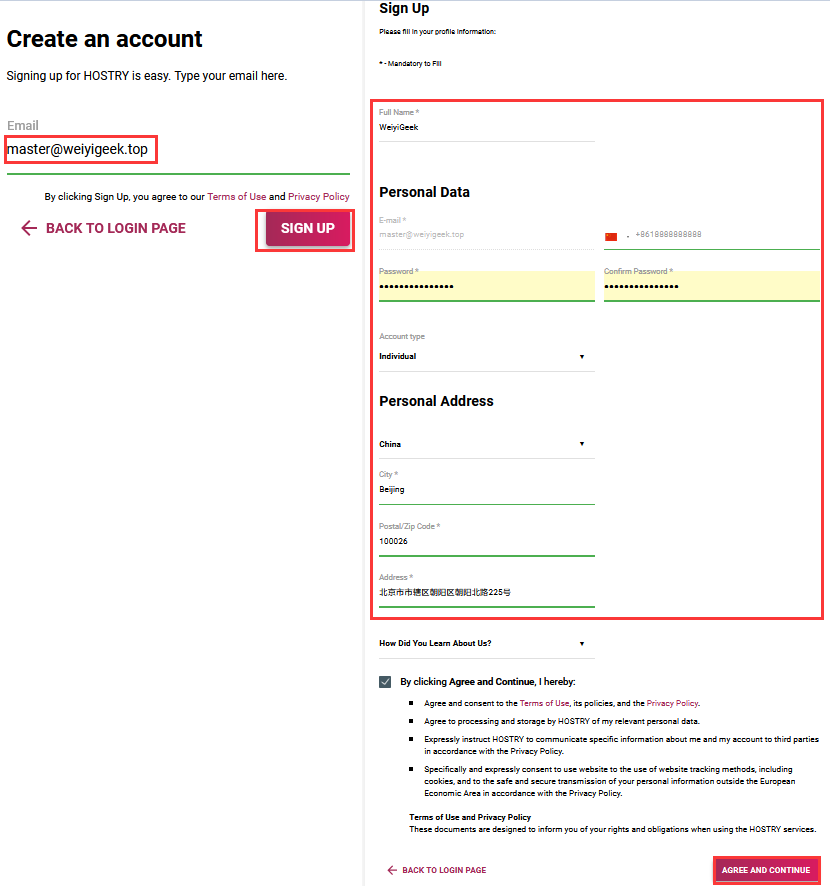 Create an account
Signing up for HOSTRY is easy. Type your email here.
Email
master@weiyigeek.top
By clicking Sign Up, you agree to our Terms of Use and Privacy Policy
BACK TO LOGIN PAGE
SIGN UP
Sign Up
Please fill in your profile information:
* - Mandatory to Fill
Full Name *
WeiyiGeek
Personal Data
E-mail *
master@weiyigeek.top
+8618888888888
Password *
•••••••••••••••
Confirm Password *
•••••••••••••••
Account type
Individual
Personal Address
China
City *
Beijing
Postal/Zip Code *
100026
Address *
北京市市辖区朝阳区朝阳北路225号
How Did You Learn About Us?
By clicking Agree and Continue, I hereby:
Agree and consent to the Terms of Use, its policies, and the Privacy Policy.
Agree to processing and storage by HOSTRY of my relevant personal data.
Expressly instruct HOSTRY to communicate specific information about me and my account to third parties
in accordance with the Privacy Policy.
Specifically and expressly consent to use website to the use of website tracking methods, including
cookies, and to the safe and secure transmission of your personal information outside the European
Economic Area in accordance with the Privacy Policy.
Terms of Use and Privacy Policy
These documents are designed to inform you of your rights and obligations when using the HOSTRY services.
BACK TO LOGIN PAGE
AGREE AND CONTINUE